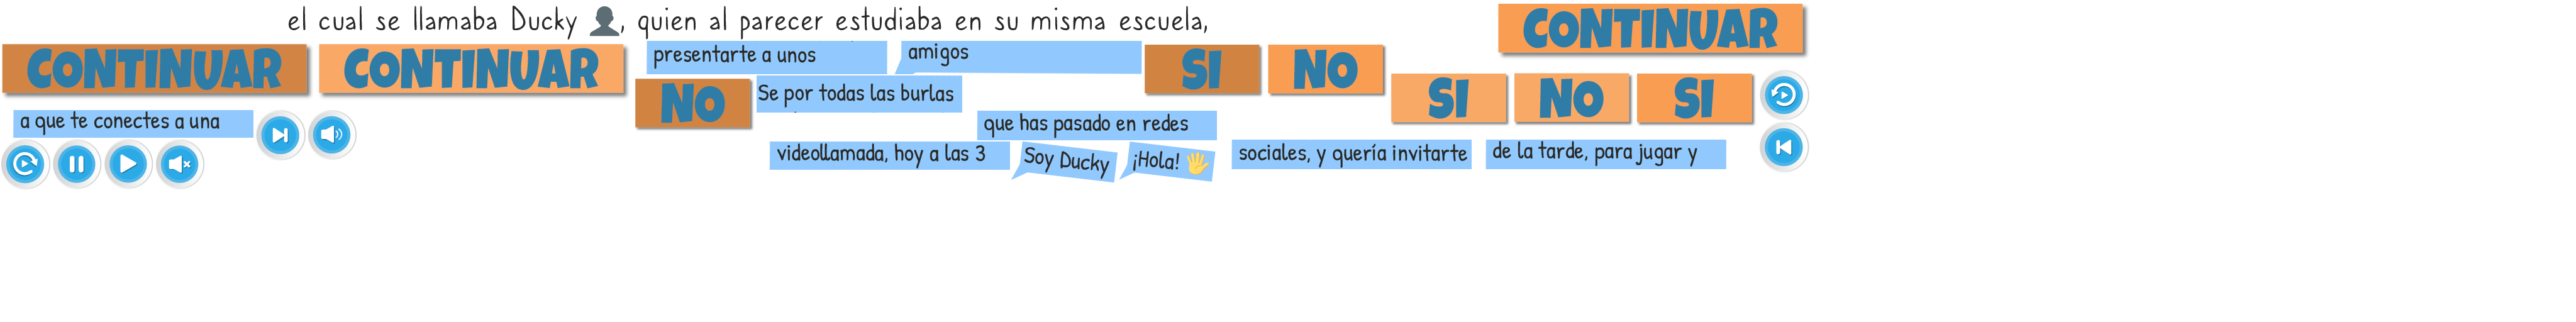 el cual se llamaba Ducky 👤, quien al parecer estudiaba en su misma escuela,
CONTINUAR
CONTINUAR
CONTINUAR
presentarte a unos
amigos
SI
NO
NO
Se por todas las burlas
SI
NO
SI
a que te conectes a una
que has pasado en redes
videollamada, hoy a las 3
Soy Ducky
¡Hola! 🖐
sociales, y quería invitarte
de la tarde, para jugar y